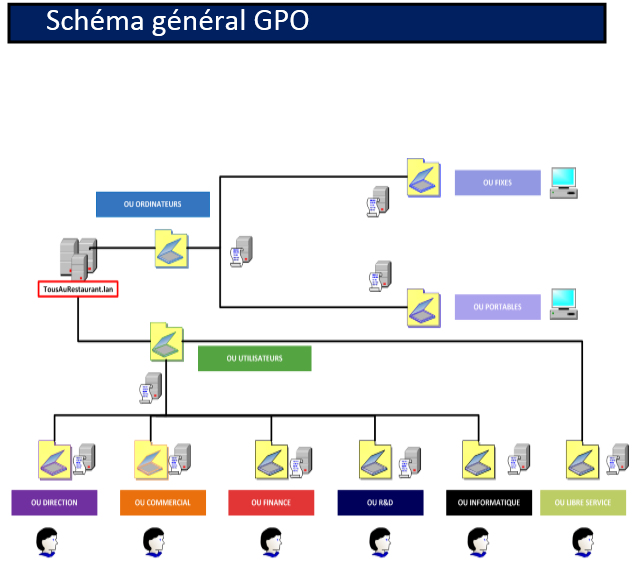 Schéma général GPO
OU ORDINATEURS
OU FIXES
TousAuRestaurant.lan
OU PORTABLES
OU UTILISATEURS
OU DIRECTION
OU COMMERCIAL
OU FINANCE
OU R&D
OU INFORMATIQUE
OU LIBRE SERVICE